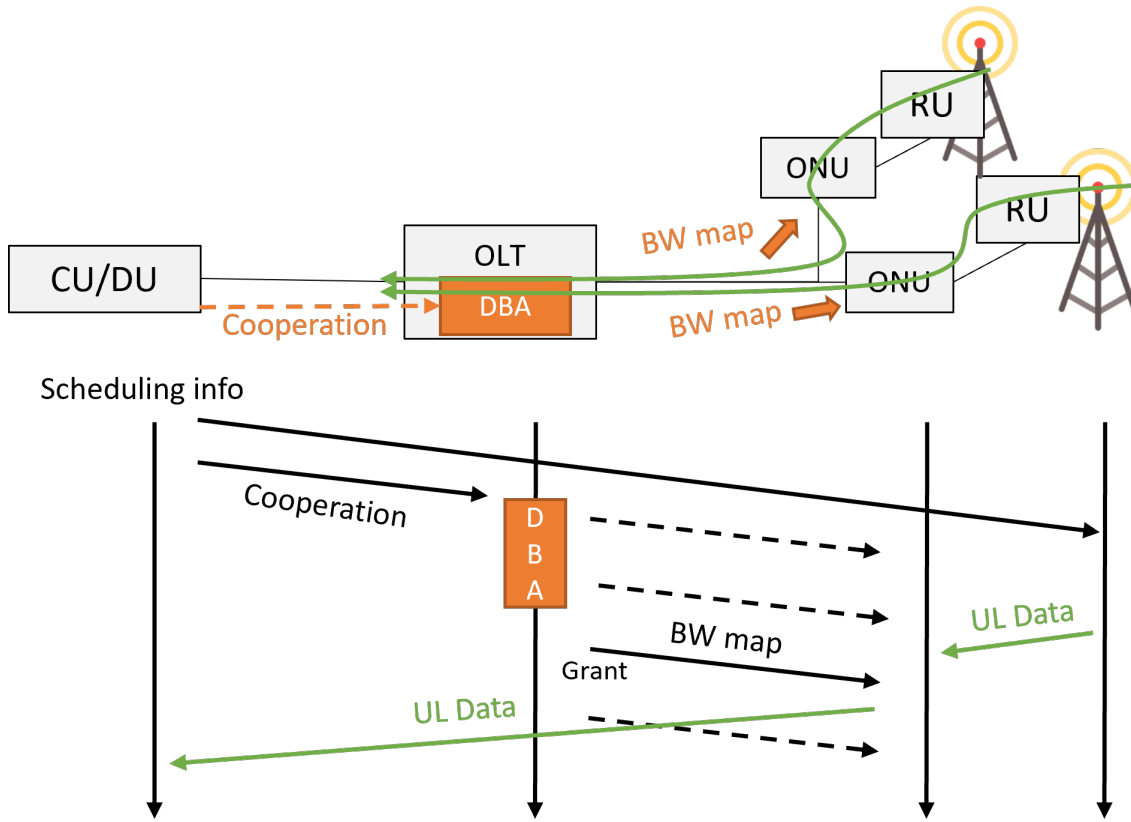 RU
ONU
RU
BW map
OLT
CU/DU
ONU
DBA
Cooperation
BW map
Scheduling info
Cooperation
D
B
A
UL Data
BW map
Grant
UL Data